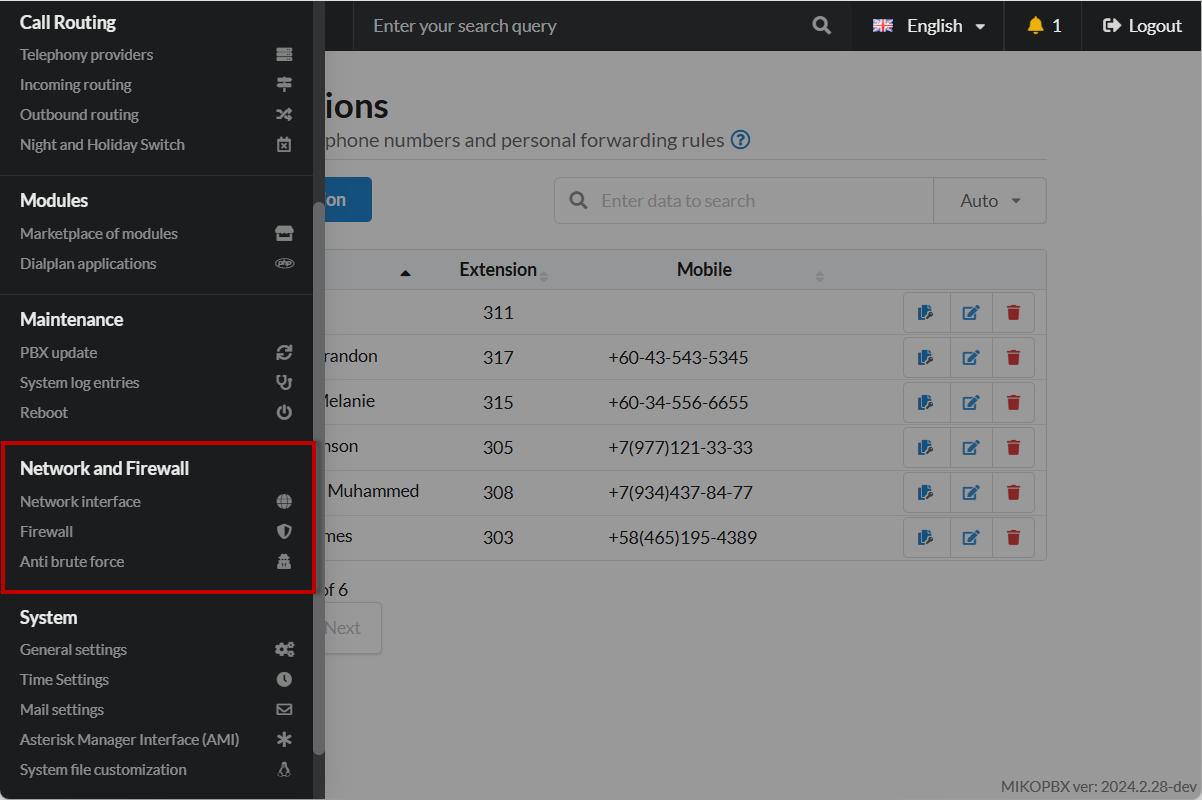 Call Routing
Telephony providers
Incoming routing
Outbound routing
Night and Holiday Switch
Modules
Marketplace of modules
Dialplan applications
php
Maintenance
PBX update
System log entries
Reboot
Network and Firewall
Network interface
Firewall
Anti brute force
System
General settings
Time Settings
Mail settings
Asterisk Manager Interface (AMI)
System file customization
Enter your search query
English
1
Logout
ions
phone numbers and personal forwarding rules ?
on
Enter data to search
Auto
Extension Mobile
311
randon 317 +60-43-543-5345
Melanie 315 +60-34-556-6655
nson 305 +7(977)121-33-33
Muhammed 308 +7(934)437-84-77
mes 303 +58(465)195-4389
of 6
Next
MIKOPBX ver: 2024.2.28-dev